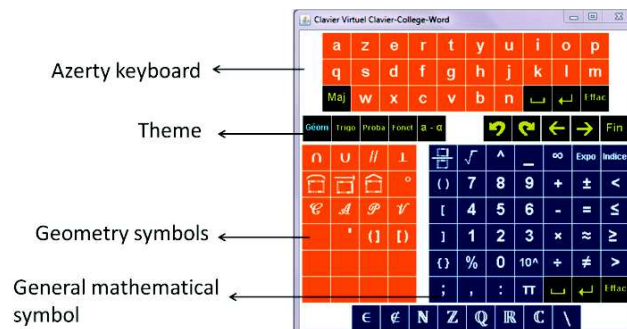 Clavier Virtuel Clavier-College-Word
Azerty keyboard
a z e r t y u i o p
q s d f g h j k l m
Maj w x c v b n ⌴ ↵ Effac
Theme
Géom Trigo Proba Fonct a - α ↶ ↷ ← → Fin
∩ ∪ // ⊥
°
𝒞 𝒜 𝒫 𝒱
' (] [)
√ ^ _ ∞ Expo Indice
( ) 7 8 9 + ± <
[ 4 5 6 - = ≤
] 1 2 3 × ≈ ≥
{ } % 0 10^ ÷ ≠ >
; , : π ⌴ ↵ Effac
∈ ∉ ℕ ℤ ℚ ℝ ℂ \
Geometry symbols
General mathematical
symbol